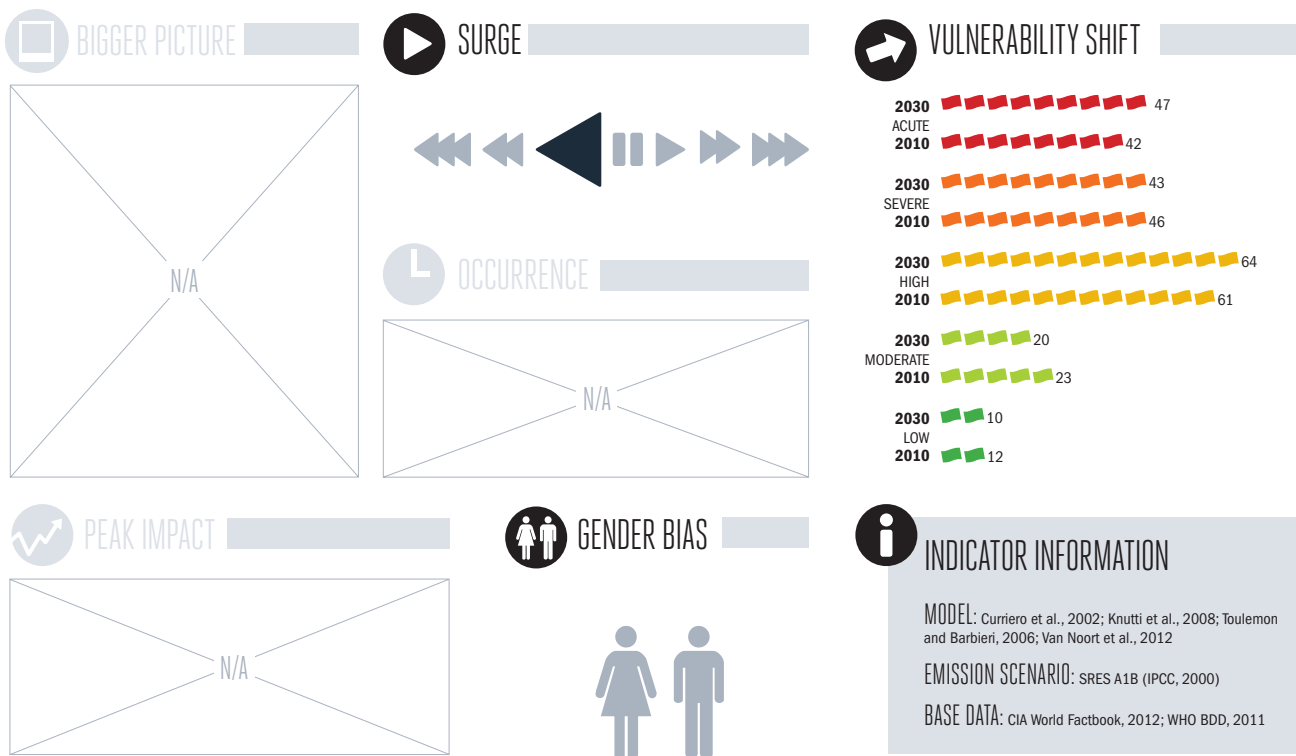 BIGGER PICTURE
N/A
SURGE
OCCURRENCE
N/A
VULNERABILITY SHIFT
2030 47
ACUTE
2010 42
2030 43
SEVERE
2010 46
2030 64
HIGH
2010 61
2030 20
MODERATE
2010 23
2030 10
LOW
2010 12
PEAK IMPACT
N/A
GENDER BIAS
INDICATOR INFORMATION
MODEL: Curriero et al., 2002; Knutti et al., 2008; Toulemon
and Barbieri, 2006; Van Noort et al., 2012
EMISSION SCENARIO: SRES A1B (IPCC, 2000)
BASE DATA: CIA World Factbook, 2012; WHO BDD, 2011